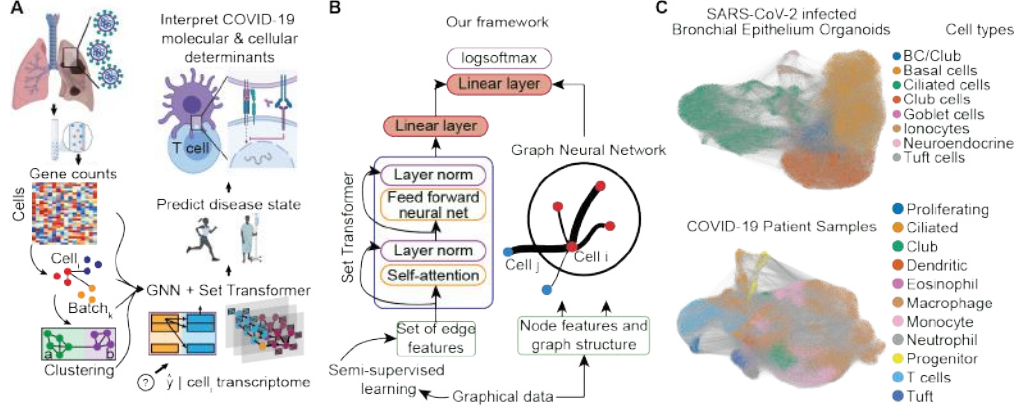 A
Interpret COVID-19
molecular & cellular
determinants
T cell
Gene counts
Cells
Predict disease state
Cell i
Batch k
GNN + Set Transformer
a
b
Clustering
? ŷ | cell i transcriptome
B
Our framework
logsoftmax
Linear layer
Linear layer
Graph Neural Network
Set Transformer
Layer norm
Feed forward
neural net
Layer norm
Self-attention
Cell j
Cell i
Set of edge
features
Node features and
graph structure
Semi-supervised
learning
Graphical data
C
SARS-CoV-2 infected
Bronchial Epithelium Organoids
Cell types
BC/Club
Basal cells
Ciliated cells
Club cells
Goblet cells
Ionocytes
Neuroendocrine
Tuft cells
COVID-19 Patient Samples
Proliferating
Ciliated
Club
Dendritic
Eosinophil
Macrophage
Monocyte
Neutrophil
Progenitor
T cells
Tuft